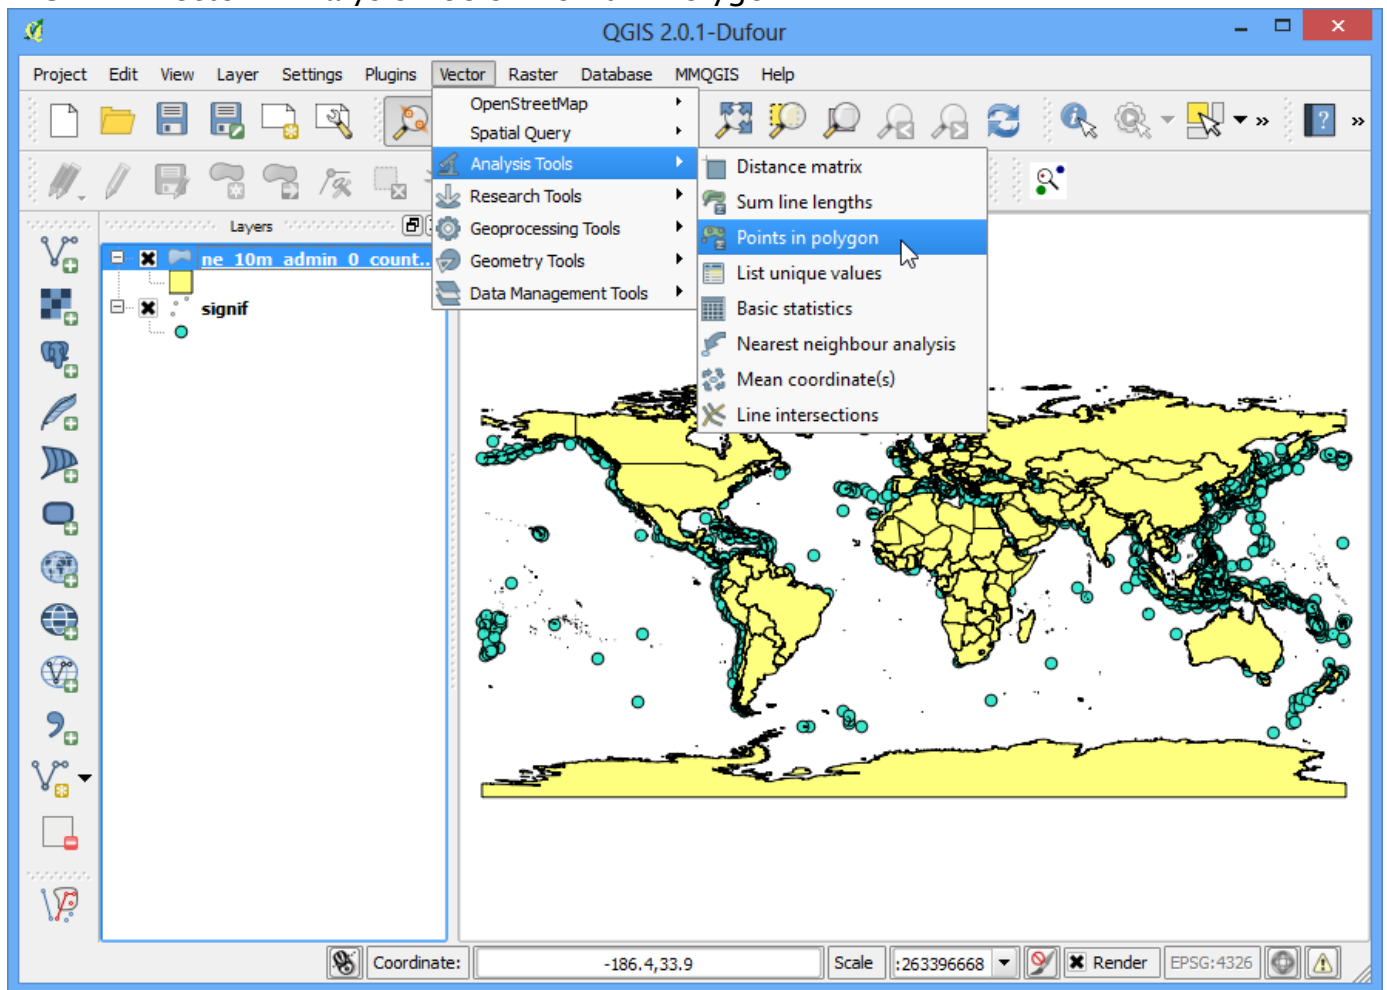 QGIS 2.0.1-Dufour
Project Edit View Layer Settings Plugins Vector Raster Database MMQGIS Help
OpenStreetMap
Spatial Query
Analysis Tools
Research Tools
Geoprocessing Tools
Geometry Tools
Data Management Tools
Distance matrix
Sum line lengths
Points in polygon
List unique values
Basic statistics
Nearest neighbour analysis
Mean coordinate(s)
Line intersections
Layers
ne_10m_admin_0_count...
signif
Coordinate: -186.4,33.9 Scale :263396668 Render EPSG:4326